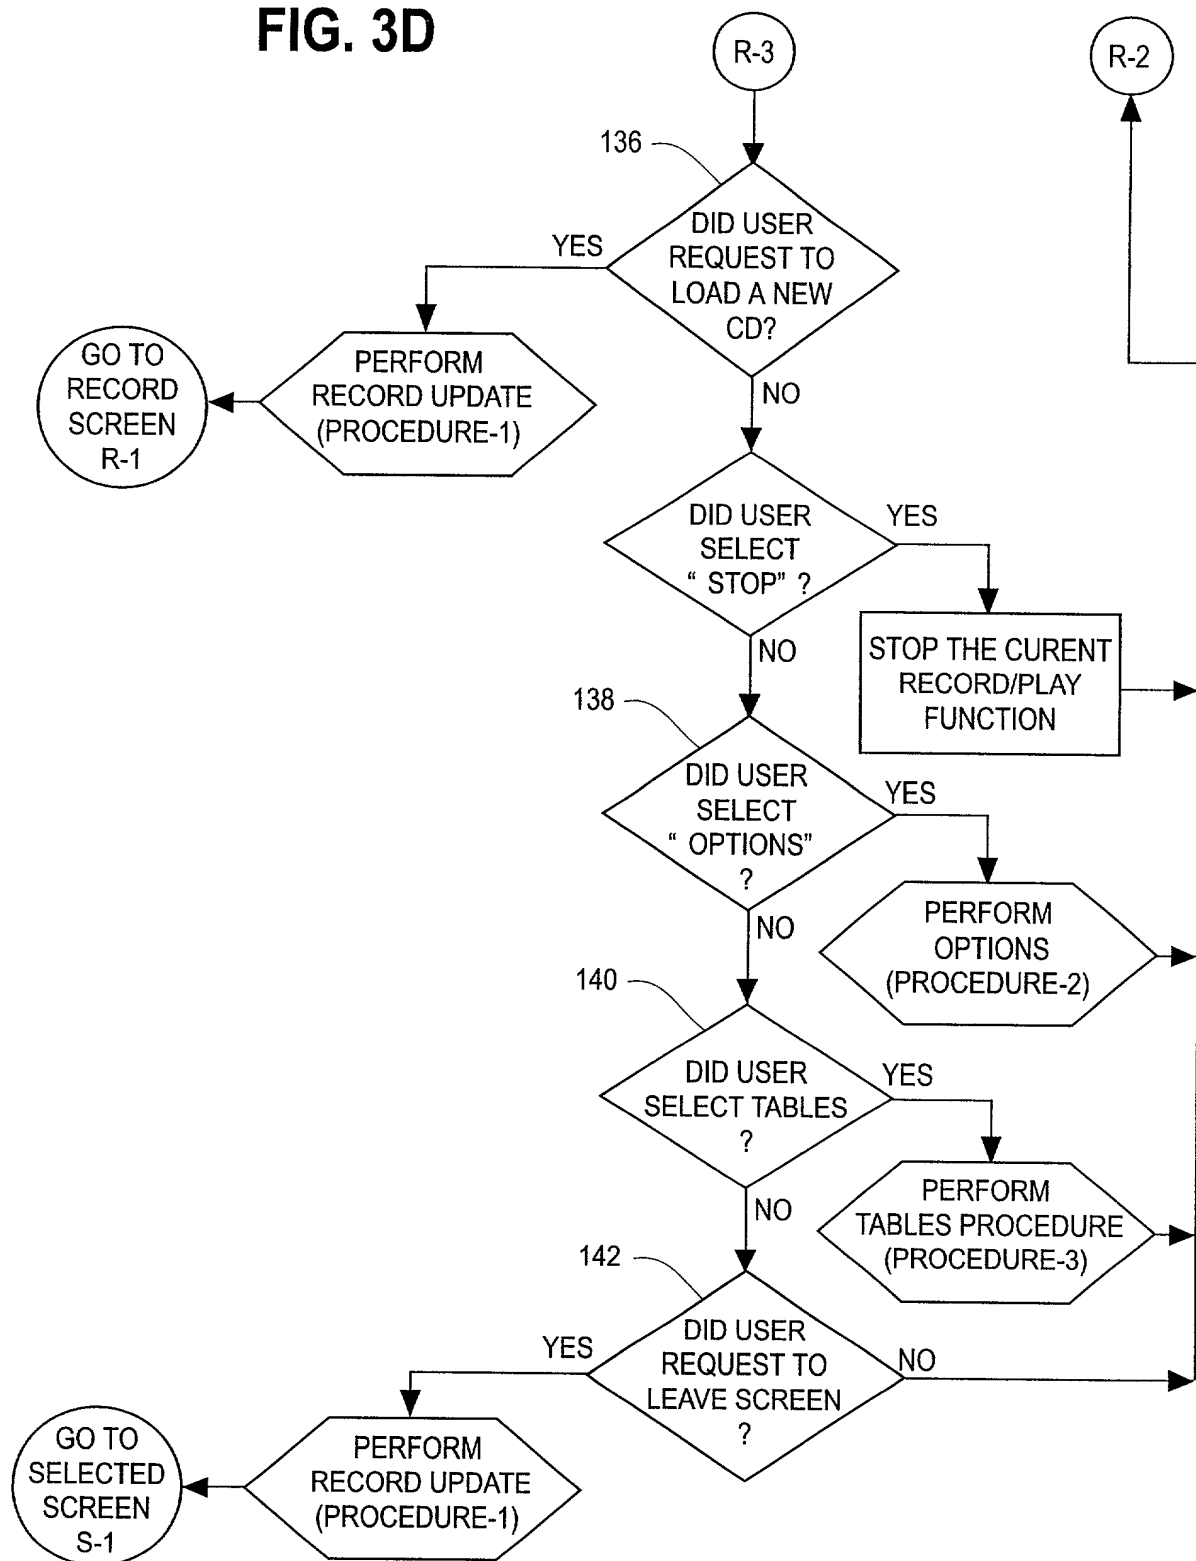 FIG. 3D
R-3
R-2
136
DID USER
REQUEST TO
LOAD A NEW
CD?
YES
NO
PERFORM
RECORD UPDATE
(PROCEDURE-1)
GO TO
RECORD
SCREEN
R-1
DID USER
SELECT
“ STOP” ?
YES
NO
STOP THE CURENT
RECORD/PLAY
FUNCTION
138
DID USER
SELECT
“ OPTIONS”
?
YES
NO
PERFORM
OPTIONS
(PROCEDURE-2)
140
DID USER
SELECT TABLES
?
YES
NO
PERFORM
TABLES PROCEDURE
(PROCEDURE-3)
142
DID USER
REQUEST TO
LEAVE SCREEN
?
YES
NO
PERFORM
RECORD UPDATE
(PROCEDURE-1)
GO TO
SELECTED
SCREEN
S-1